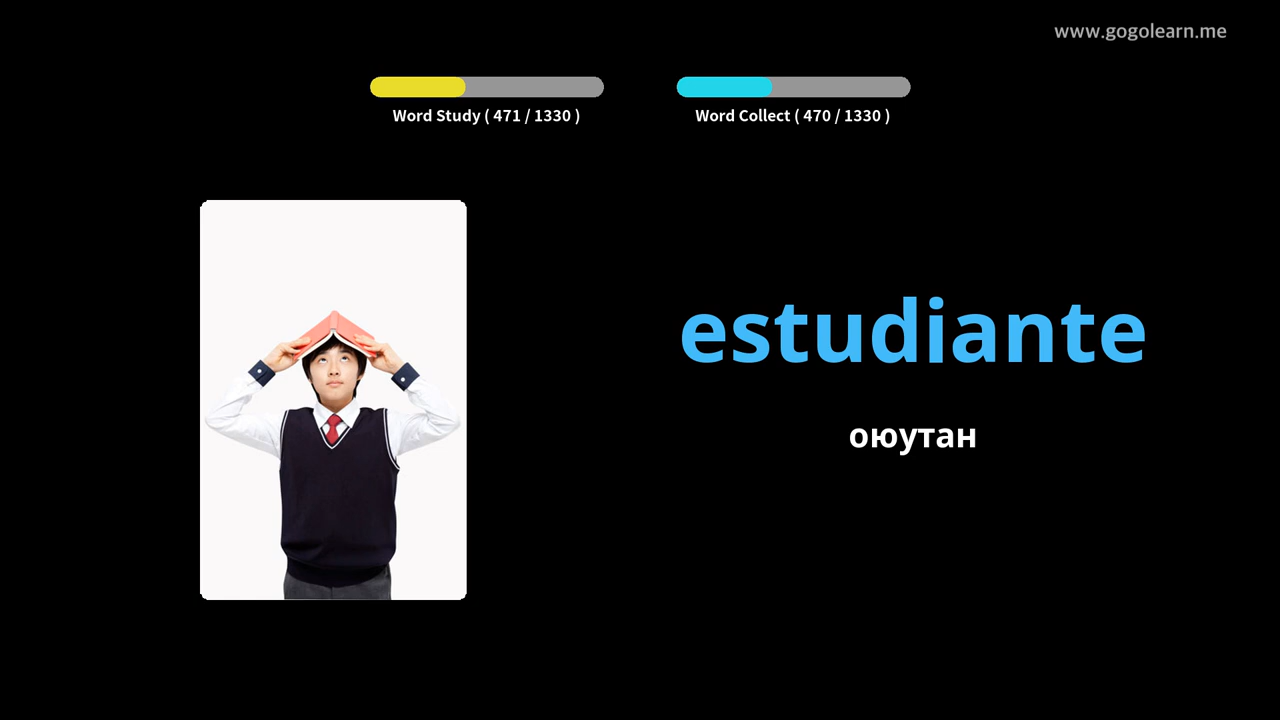 www.gogolearn.me
Word Study ( 471 / 1330 )
Word Collect ( 470 / 1330 )
estudiante
оюутан